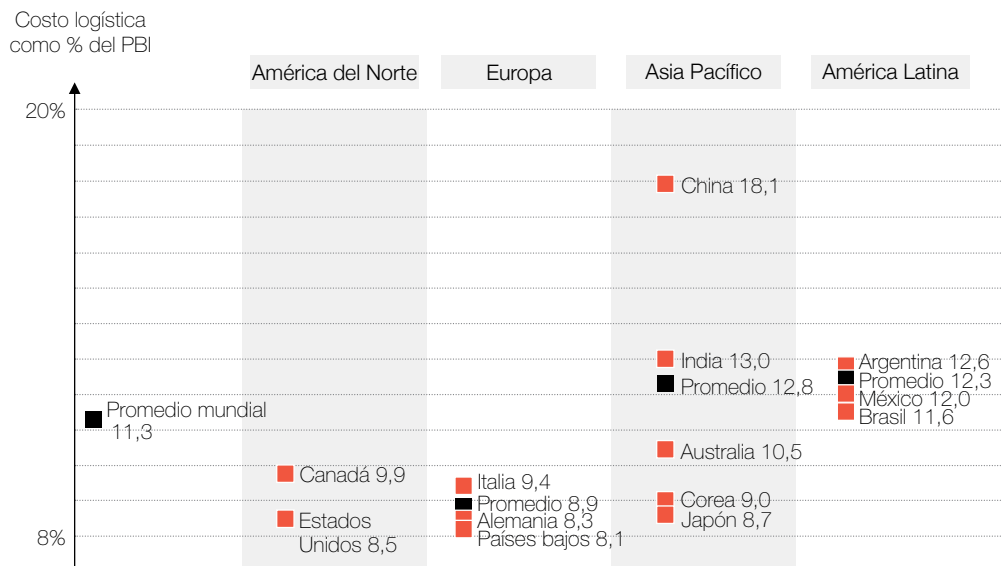 Costo logística
como % del PBI
América del Norte
Europa
Asia Pacífico
América Latina
20%
8%
Promedio mundial
11,3
Canadá 9,9
Estados
Unidos 8,5
Italia 9,4
Promedio 8,9
Alemania 8,3
Países bajos 8,1
China 18,1
India 13,0
Promedio 12,8
Australia 10,5
Corea 9,0
Japón 8,7
Argentina 12,6
Promedio 12,3
México 12,0
Brasil 11,6